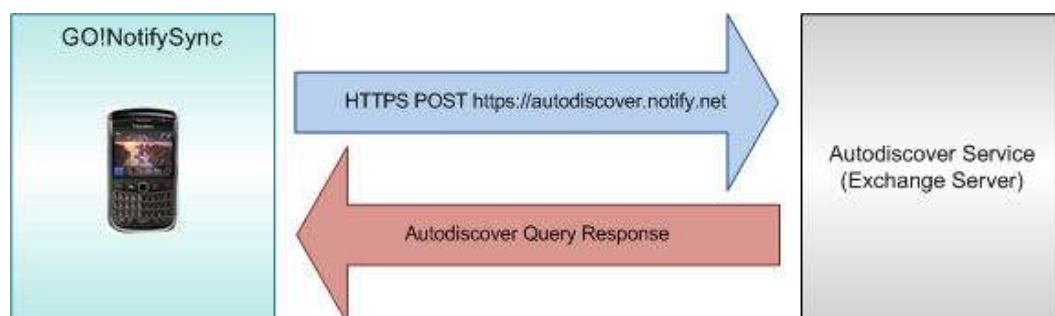 GO!NotifySync
HTTPS POST https://autodiscover.notify.net
Autodiscover Service
(Exchange Server)
Autodiscover Query Response